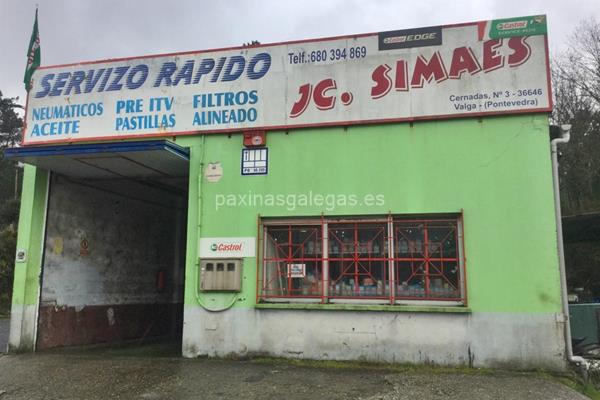 SERVIZO RAPIDO
Telf.: 680 394 869
Castrol EDGE
Castrol
NEUMATICOS PRE ITV FILTROS
ACEITE PASTILLAS ALINEADO
JC. SIMAES
Cernadas, Nº 3 - 36646
Valga - (Pontevedra)
paxinasgalegas.es
Castrol